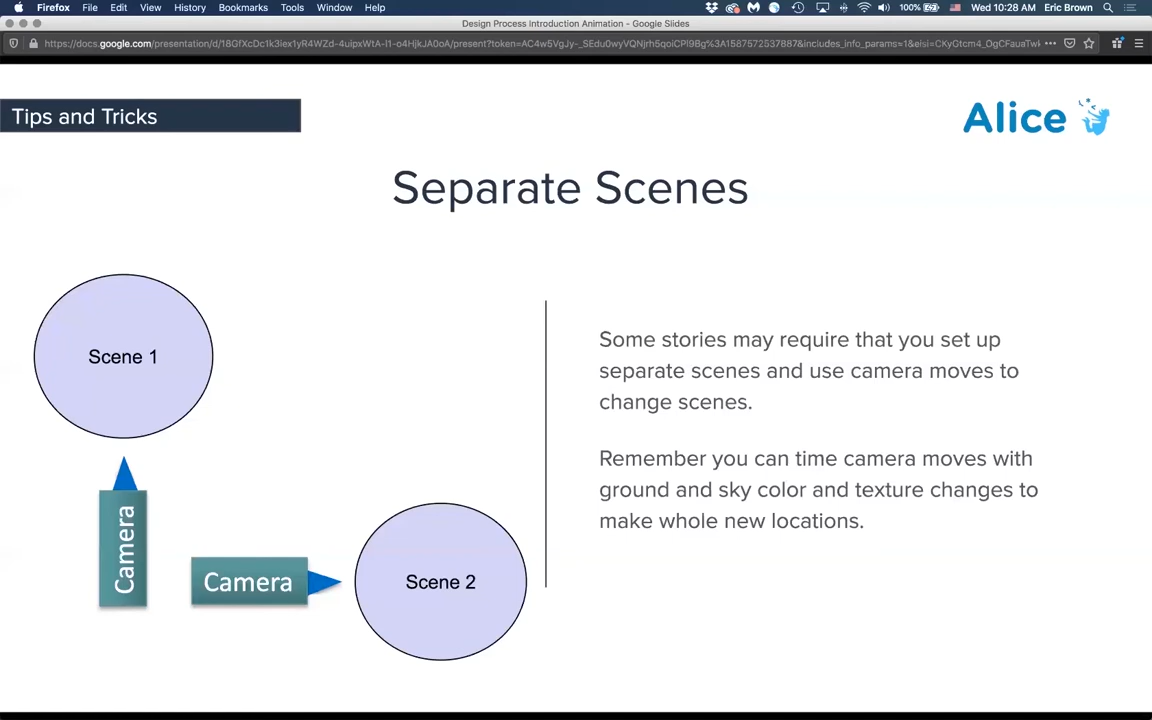 Firefox File Edit View History Bookmarks Tools Window Help 100% Wed 10:28 AM Eric Brown
Design Process Introduction Animation - Google Slides
Tips and Tricks
Alice
Separate Scenes
Scene 1
Camera
Camera
Scene 2
Some stories may require that you set up
separate scenes and use camera moves to
change scenes.
Remember you can time camera moves with
ground and sky color and texture changes to
make whole new locations.